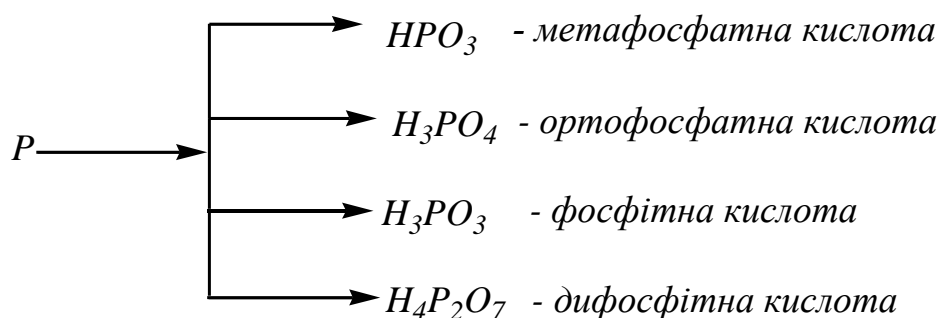 HPO₃ - метафосфатна кислота
H₃PO₄ - ортофосфатна кислота
P
H₃PO₃ - фосфітна кислота
H₄P₂O₇ - дифосфітна кислота